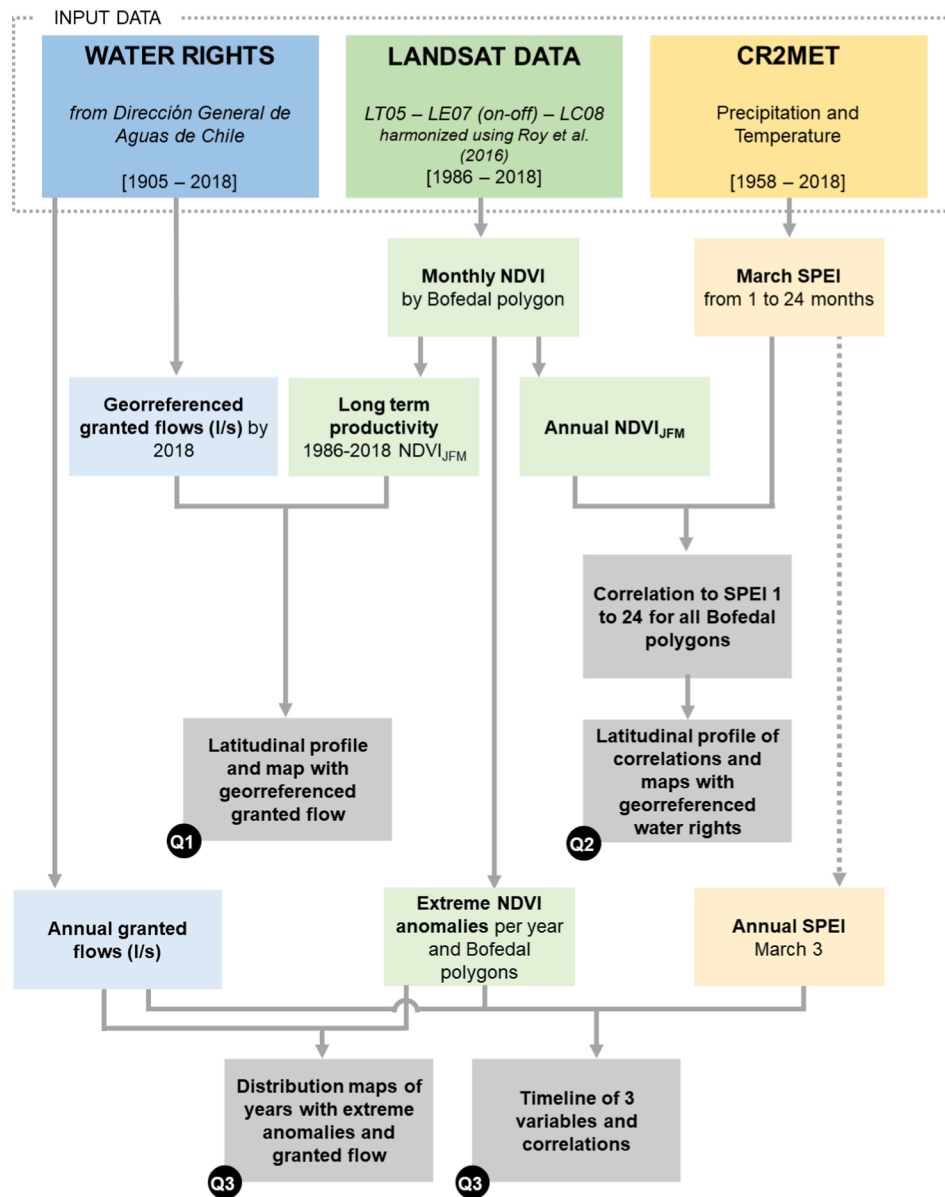 INPUT DATA
WATER RIGHTS
from Dirección General de
Aguas de Chile
[1905 – 2018]
LANDSAT DATA
LT05 – LE07 (on-off) – LC08
harmonized using Roy et al.
(2016)
[1986 – 2018]
CR2MET
Precipitation and
Temperature
[1958 – 2018]
Monthly NDVI
by Bofedal polygon
March SPEI
from 1 to 24 months
Georreferenced
granted flows (l/s) by
2018
Long term
productivity
1986-2018 NDVIJFM
Annual NDVIJFM
Correlation to SPEI 1
to 24 for all Bofedal
polygons
Latitudinal profile
and map with
georreferenced
granted flow
Q1
Latitudinal profile of
correlations and
maps with
georreferenced
water rights
Q2
Annual granted
flows (l/s)
Extreme NDVI
anomalies per year
and Bofedal
polygons
Annual SPEI
March 3
Distribution maps of
years with extreme
anomalies and
granted flow
Q3
Timeline of 3
variables and
correlations
Q3